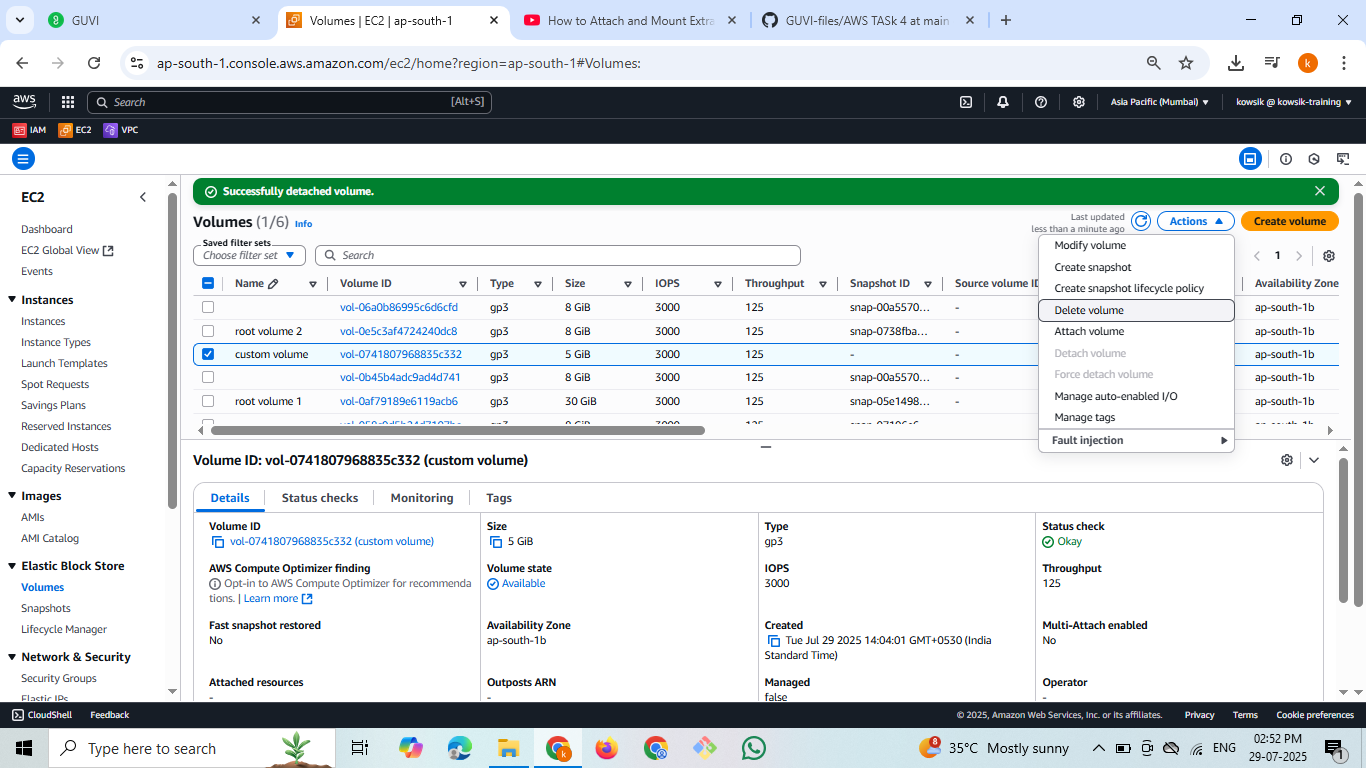 GUVI
Volumes | EC2 | ap-south-1
How to Attach and Mount Extra
GUVI-files/AWS TASk 4 at main
ap-south-1.console.aws.amazon.com/ec2/home?region=ap-south-1#Volumes:
k
aws
Search
[Alt+S]
Asia Pacific (Mumbai)
kowsik @ kowsik-training
IAM
EC2
VPC
EC2
Dashboard
EC2 Global View
Events
Instances
Instances
Instance Types
Launch Templates
Spot Requests
Savings Plans
Reserved Instances
Dedicated Hosts
Capacity Reservations
Images
AMIs
AMI Catalog
Elastic Block Store
Volumes
Snapshots
Lifecycle Manager
Network & Security
Security Groups
Elastic IPs
Successfully detached volume.
Volumes (1/6) Info
Last updated
less than a minute ago
Actions
Create volume
Saved filter sets
Choose filter set
Search
1
Name Volume ID Type Size IOPS Throughput Snapshot ID Source volume ID Availability Zone
vol-06a0b86995c6d6cfd gp3 8 GiB 3000 125 snap-00a5570... - ap-south-1b
root volume 2 vol-0e5c3af4724240dc8 gp3 8 GiB 3000 125 snap-0738fba... - ap-south-1b
custom volume vol-0741807968835c332 gp3 5 GiB 3000 125 - - ap-south-1b
vol-0b45b4adc9ad4d741 gp3 8 GiB 3000 125 snap-00a5570... - ap-south-1b
root volume 1 vol-0af79189e6119acb6 gp3 30 GiB 3000 125 snap-05e1498... - ap-south-1b
Modify volume
Create snapshot
Create snapshot lifecycle policy
Delete volume
Attach volume
Detach volume
Force detach volume
Manage auto-enabled I/O
Manage tags
Fault injection
Volume ID: vol-0741807968835c332 (custom volume)
Details
Status checks
Monitoring
Tags
Volume ID
vol-0741807968835c332 (custom volume)
Size
5 GiB
Type
gp3
Status check
Okay
AWS Compute Optimizer finding
Opt-in to AWS Compute Optimizer for recommenda
tions. | Learn more
Volume state
Available
IOPS
3000
Throughput
125
Fast snapshot restored
No
Availability Zone
ap-south-1b
Created
Tue Jul 29 2025 14:04:01 GMT+0530 (India
Standard Time)
Multi-Attach enabled
No
Attached resources
-
Outposts ARN
-
Managed
false
Operator
-
CloudShell
Feedback
© 2025, Amazon Web Services, Inc. or its affiliates.
Privacy
Terms
Cookie preferences
Type here to search
35°C Mostly sunny
ENG
02:52 PM
29-07-2025